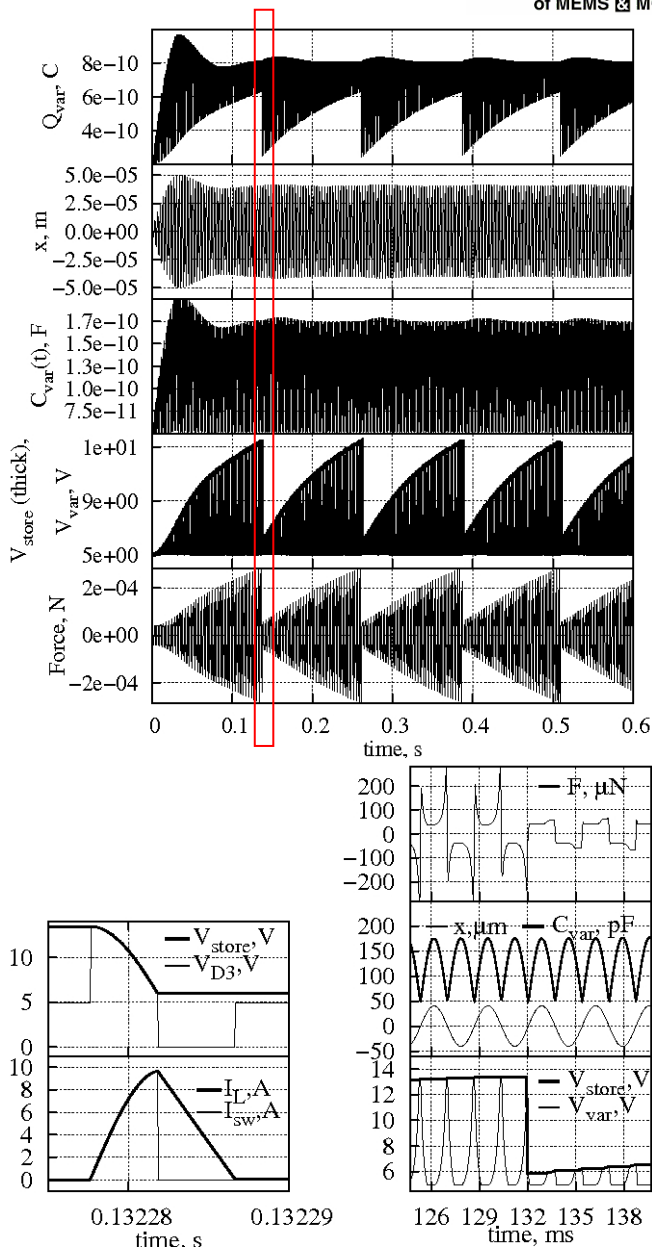 of MEMS & M
8e-10
6e-10
4e-10
Q_var, C
5.0e-05
2.5e-05
0.0e+00
−2.5e-05
−5.0e-05
x, m
1.7e-10
1.5e-10
1.3e-10
1.0e-10
7.5e-11
C_var(t), F
1e+01
9e+00
5e+00
V_store (thick),
V_var, V
2e-04
0e+00
−2e-04
Force, N
0 0.1 0.2 0.3 0.4 0.5 0.6
time, s
200
100
0
−100
−200
F, μN
200
150
100
50
0
−50
x,μm C_var, pF
14
12
10
8
6
V_store,V
V_var,V
126 129 132 135 138
time, ms
10
5
0
V_store,V
V_D3,V
10
8
6
4
2
0
I_L,A
I_sw,A
0.13228 0.13229
time, s